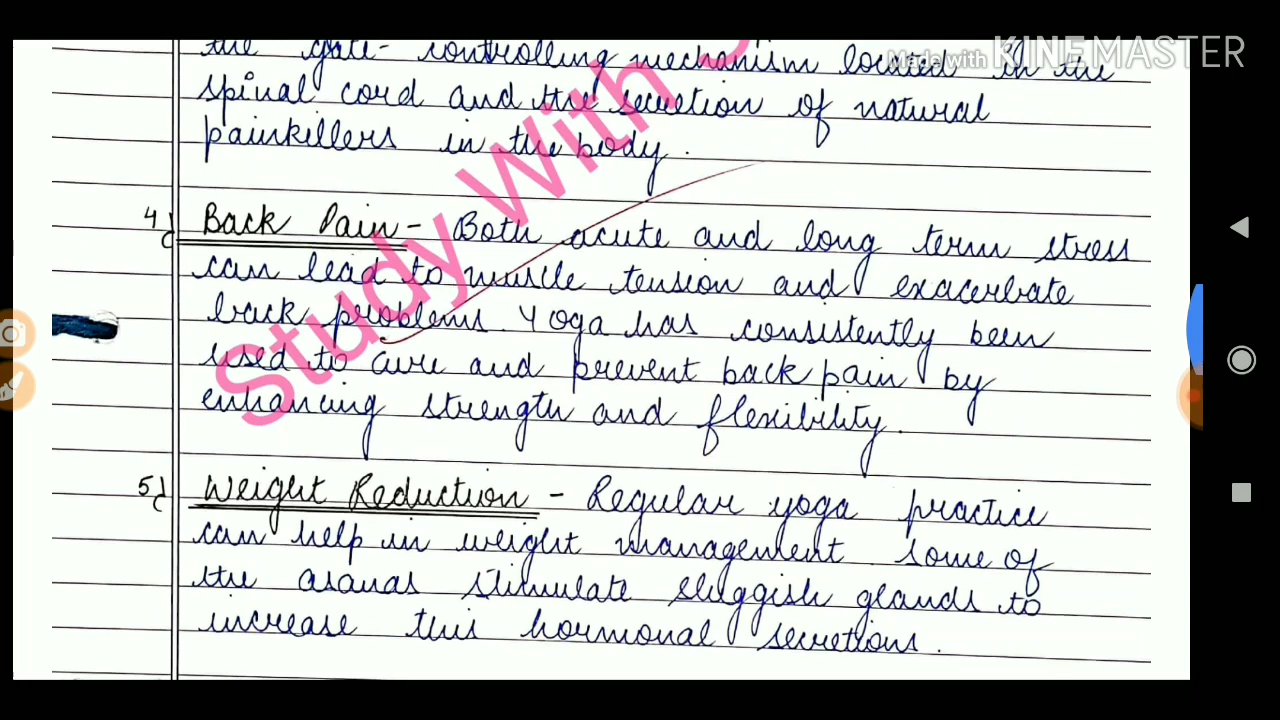 Made with KINEMASTER
the gate- controlling mechanism located in the
spinal cord and the secretion of natural
painkillers in the body.
4) Back Pain - Both acute and long term stress
can lead to muscle tension and exacerbate
back problems. Yoga has consistently been
used to cure and prevent back pain by
enhancing strength and flexibility.
5) Weight Reduction - Regular yoga practice
can help in weight management some of
the asanas stimulate sluggish glands to
increase this hormonal secretions.
Study With